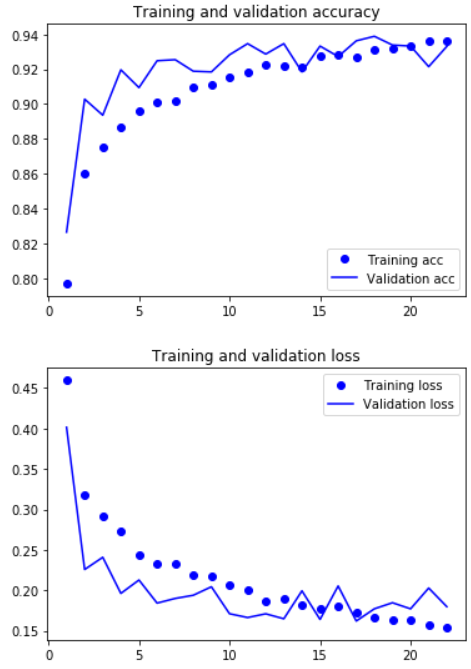 Training and validation accuracy
0.94
0.92
0.90
0.88
0.86
0.84
0.82
0.80
Training acc
Validation acc
0 5 10 15 20
Training and validation loss
0.45
0.40
0.35
0.30
0.25
0.20
0.15
Training loss
Validation loss
0 5 10 15 20